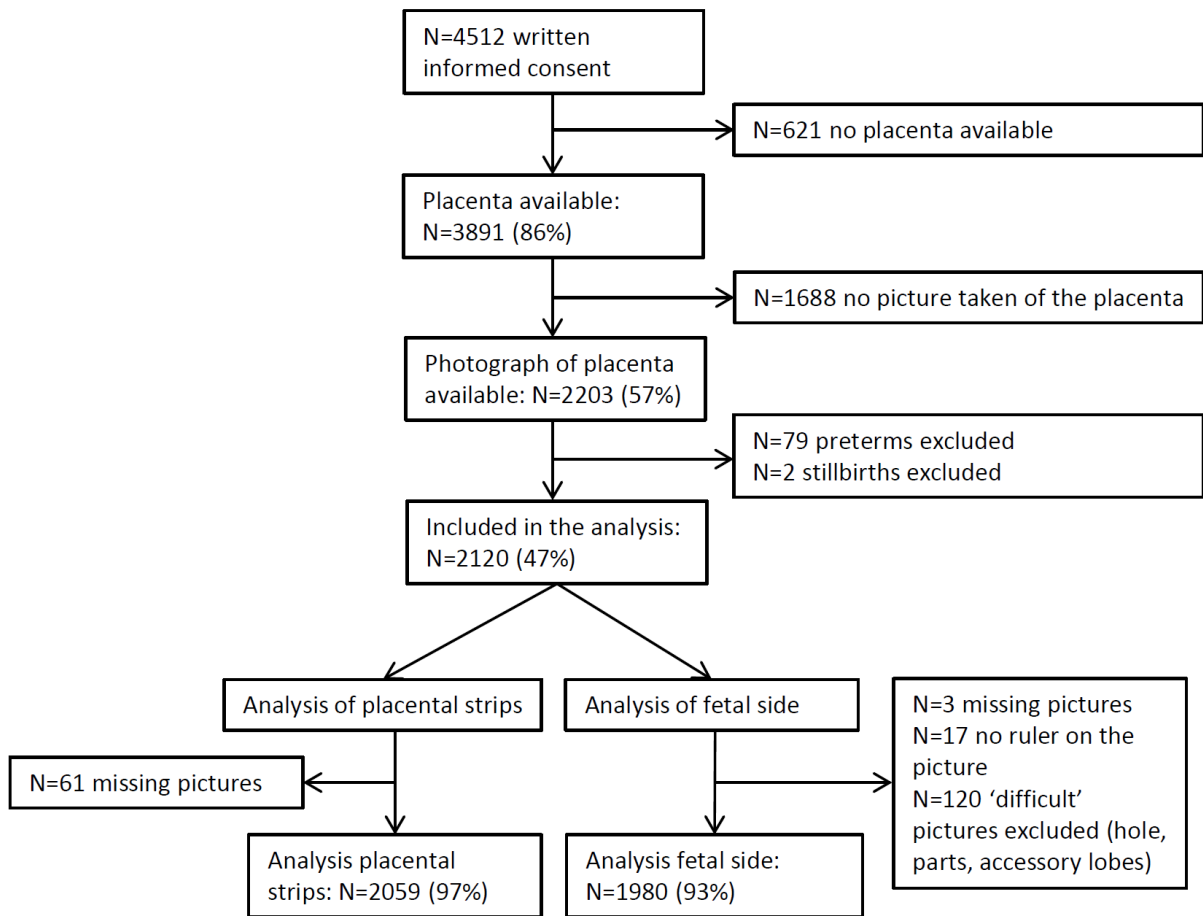 N=4512 written
informed consent
N=621 no placenta available
Placenta available:
N=3891 (86%)
N=1688 no picture taken of the placenta
Photograph of placenta
available: N=2203 (57%)
N=79 preterms excluded
N=2 stillbirths excluded
Included in the analysis:
N=2120 (47%)
Analysis of placental strips
Analysis of fetal side
N=3 missing pictures
N=17 no ruler on the
picture
N=120 ‘difficult’
pictures excluded (hole,
parts, accessory lobes)
N=61 missing pictures
Analysis placental
strips: N=2059 (97%)
Analysis fetal side:
N=1980 (93%)